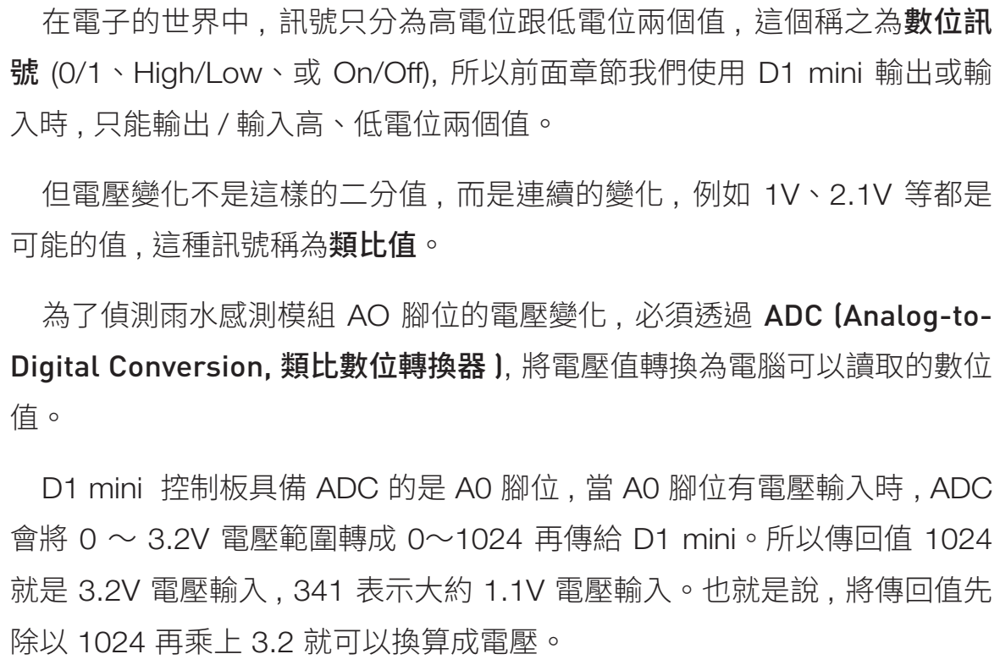 在電子的世界中 , 訊號只分為高電位跟低電位兩個值 , 這個稱之為數位訊
號 (0/1、High/Low、或 On/Off), 所以前面章節我們使用 D1 mini 輸出或輸
入時 , 只能輸出 / 輸入高、低電位兩個值。
但電壓變化不是這樣的二分值 , 而是連續的變化 , 例如 1V、2.1V 等都是
可能的值 , 這種訊號稱為類比值。
為了偵測雨水感測模組 AO 腳位的電壓變化 , 必須透過 ADC (Analog-to-
Digital Conversion, 類比數位轉換器 ), 將電壓值轉換為電腦可以讀取的數位
值。
D1 mini 控制板具備 ADC 的是 A0 腳位 , 當 A0 腳位有電壓輸入時 , ADC
會將 0 ～ 3.2V 電壓範圍轉成 0～1024 再傳給 D1 mini。所以傳回值 1024
就是 3.2V 電壓輸入 , 341 表示大約 1.1V 電壓輸入。也就是說 , 將傳回值先
除以 1024 再乘上 3.2 就可以換算成電壓。